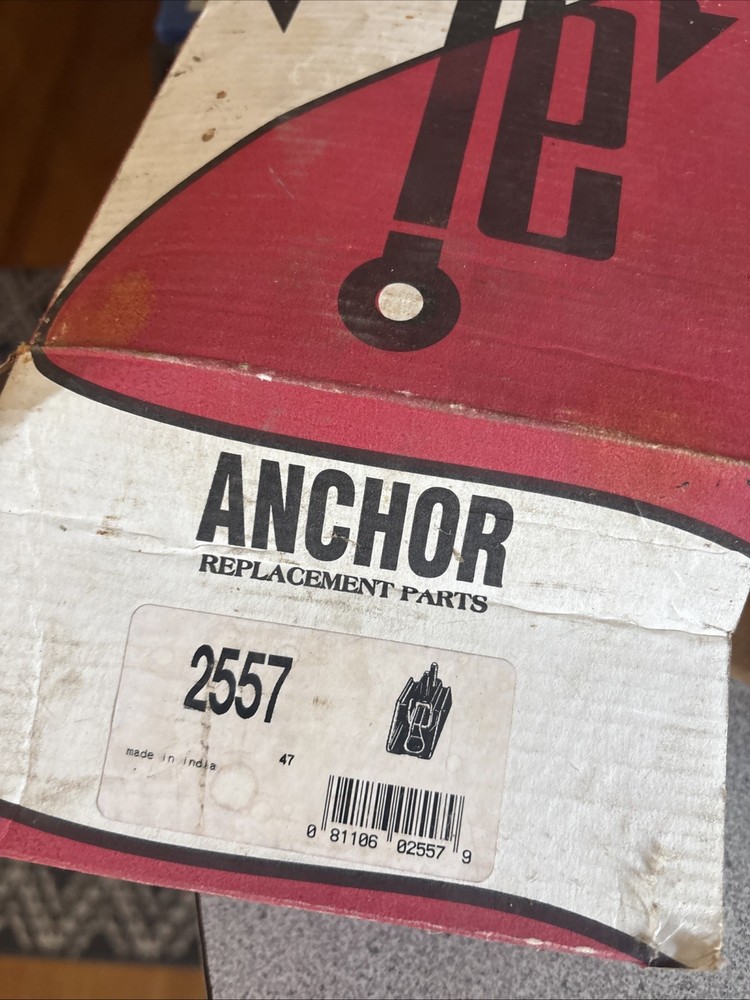 e
ANCHOR
REPLACEMENT PARTS
2557
made in india 47
0 81106 02557 9